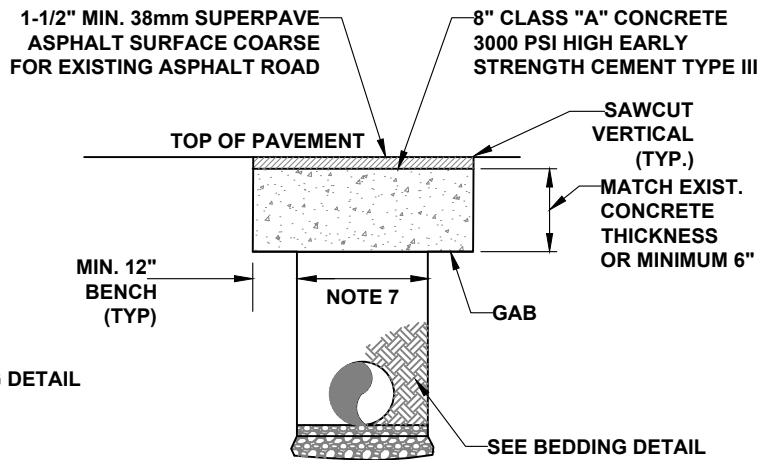 1-1/2" MIN. 38mm SUPERPAVE
ASPHALT SURFACE COARSE
FOR EXISTING ASPHALT ROAD
8" CLASS "A" CONCRETE
3000 PSI HIGH EARLY
STRENGTH CEMENT TYPE III
SAWCUT
VERTICAL
(TYP.)
TOP OF PAVEMENT
MATCH EXIST.
CONCRETE
THICKNESS
OR MINIMUM 6"
MIN. 12"
BENCH
(TYP)
NOTE 7
GAB
DETAIL
SEE BEDDING DETAIL